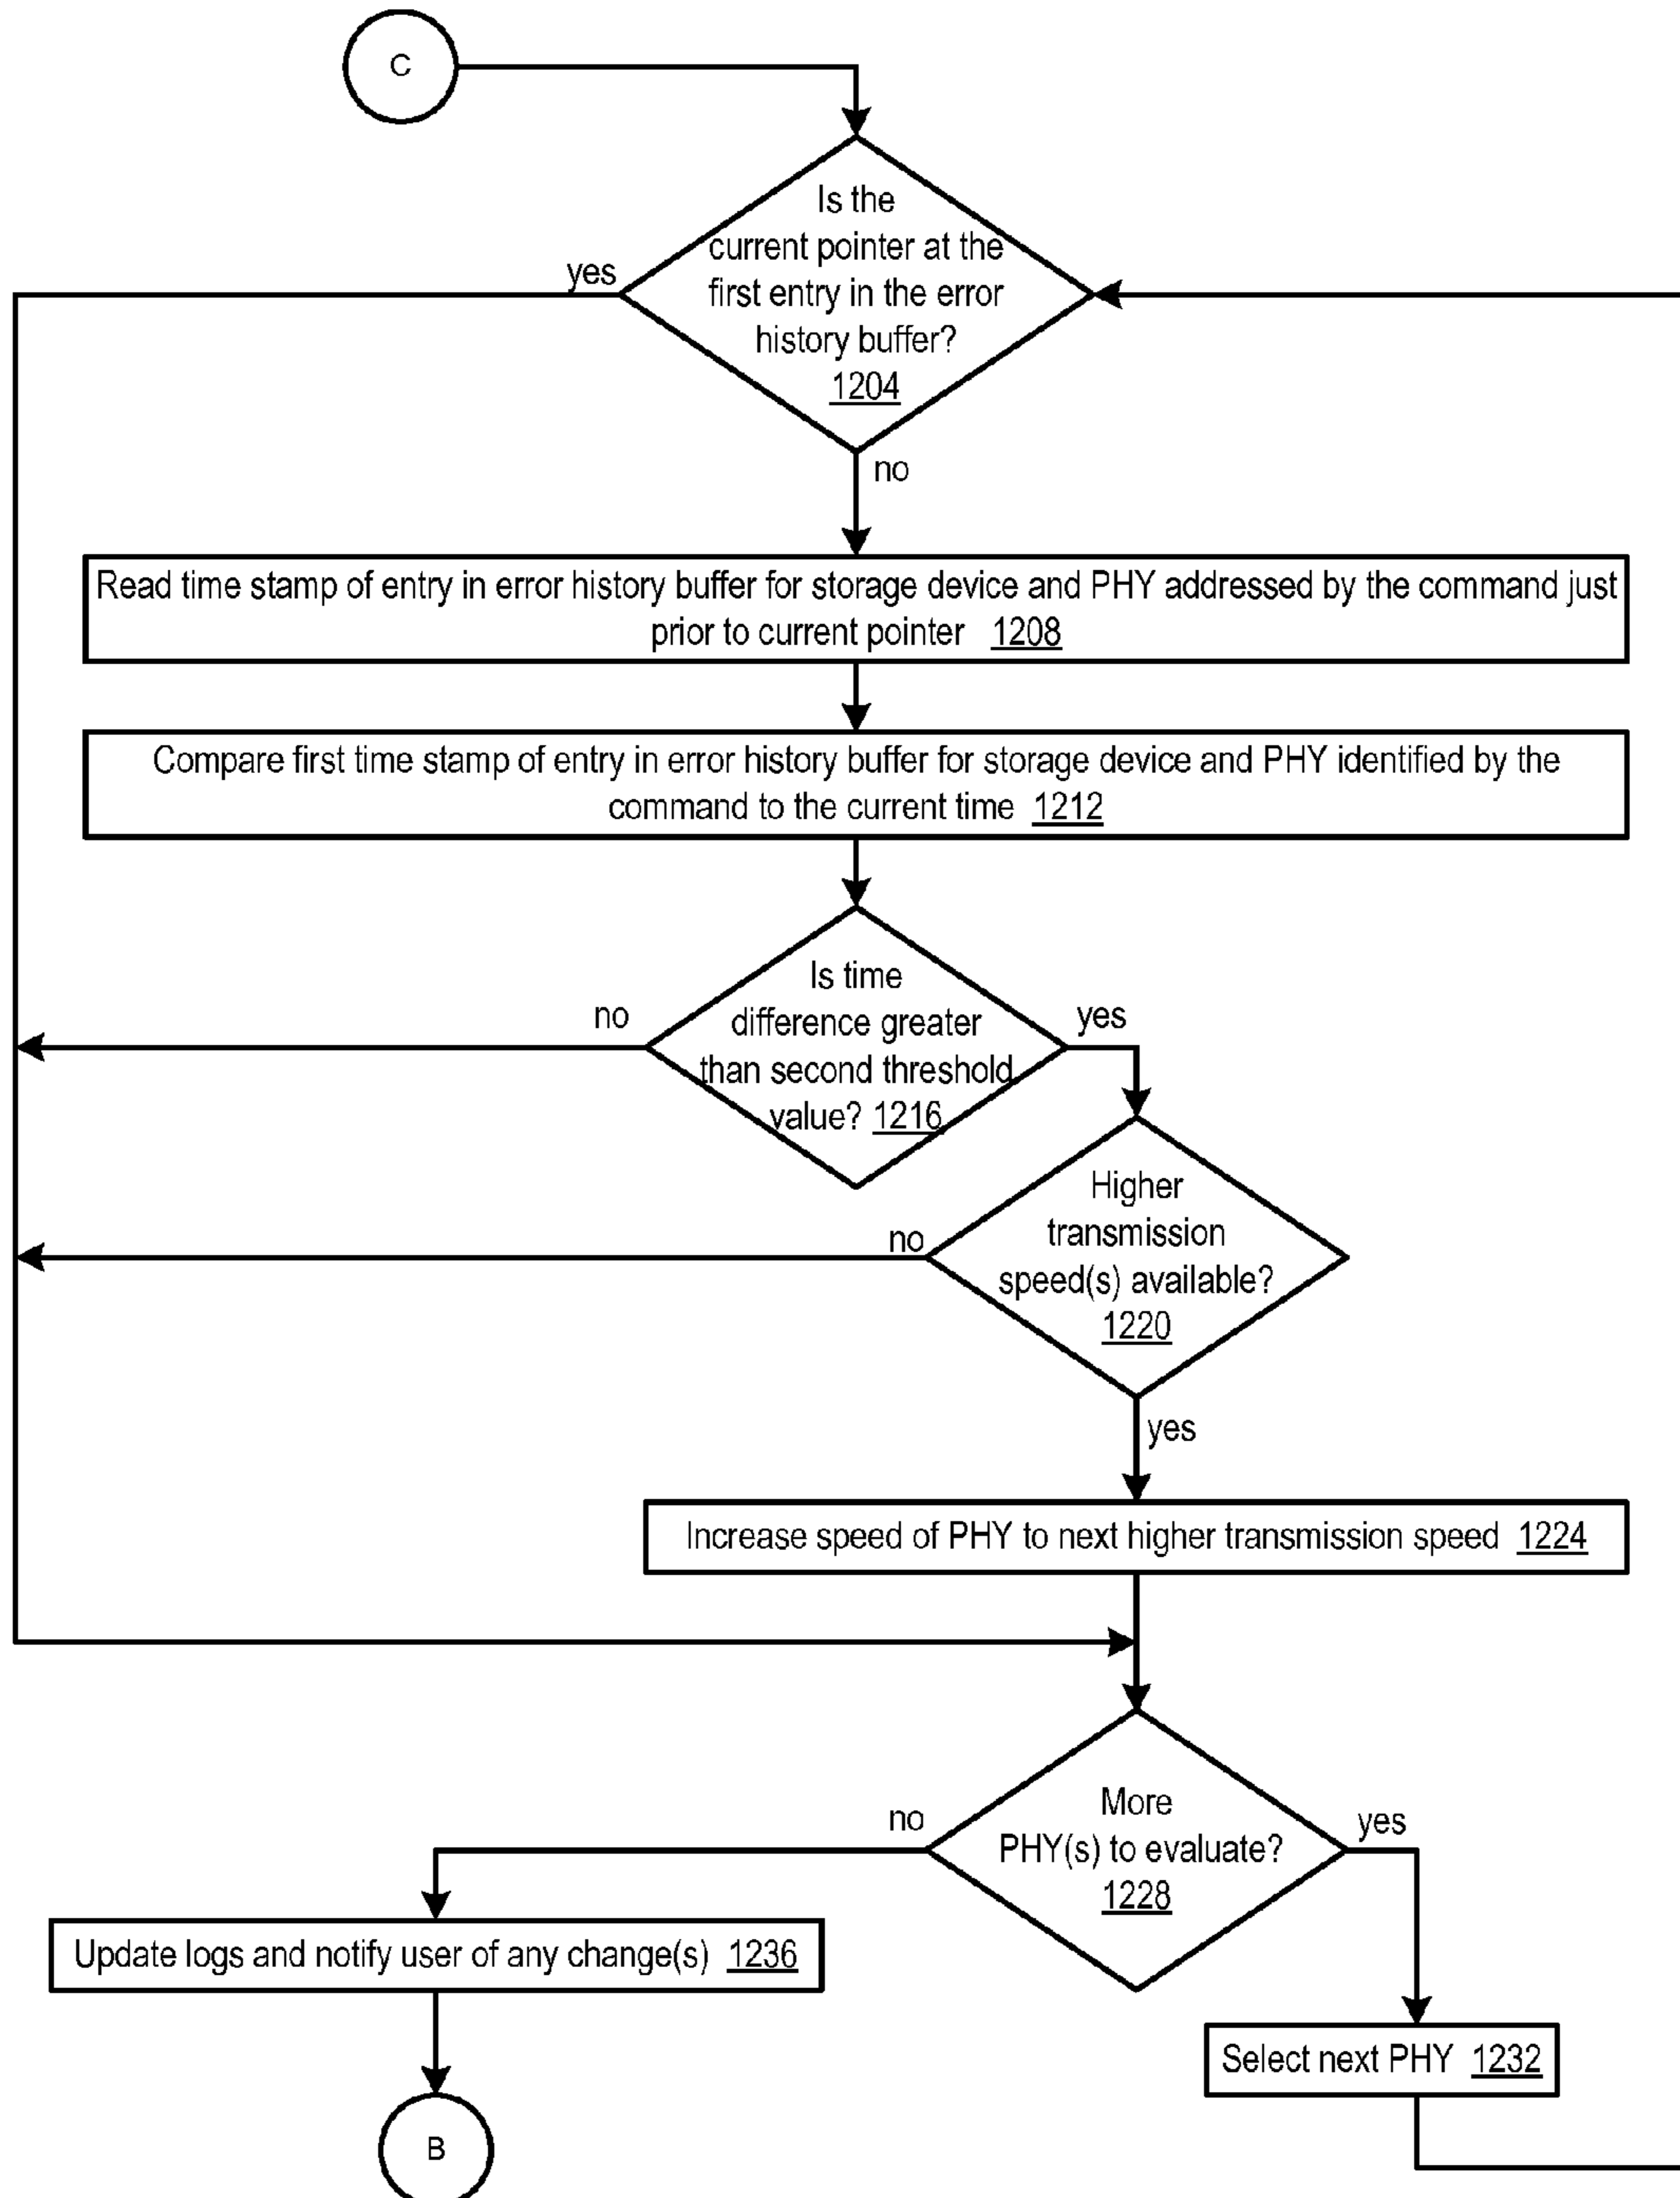 C
Is the
current pointer at the
first entry in the error
history buffer?
1204
yes
no
Read time stamp of entry in error history buffer for storage device and PHY addressed by the command just
prior to current pointer 1208
Compare first time stamp of entry in error history buffer for storage device and PHY identified by the
command to the current time 1212
Is time
difference greater
than second threshold
value? 1216
no
yes
Higher
transmission
speed(s) available?
1220
no
yes
Increase speed of PHY to next higher transmission speed 1224
More
PHY(s) to evaluate?
1228
no
yes
Update logs and notify user of any change(s) 1236
Select next PHY 1232
B